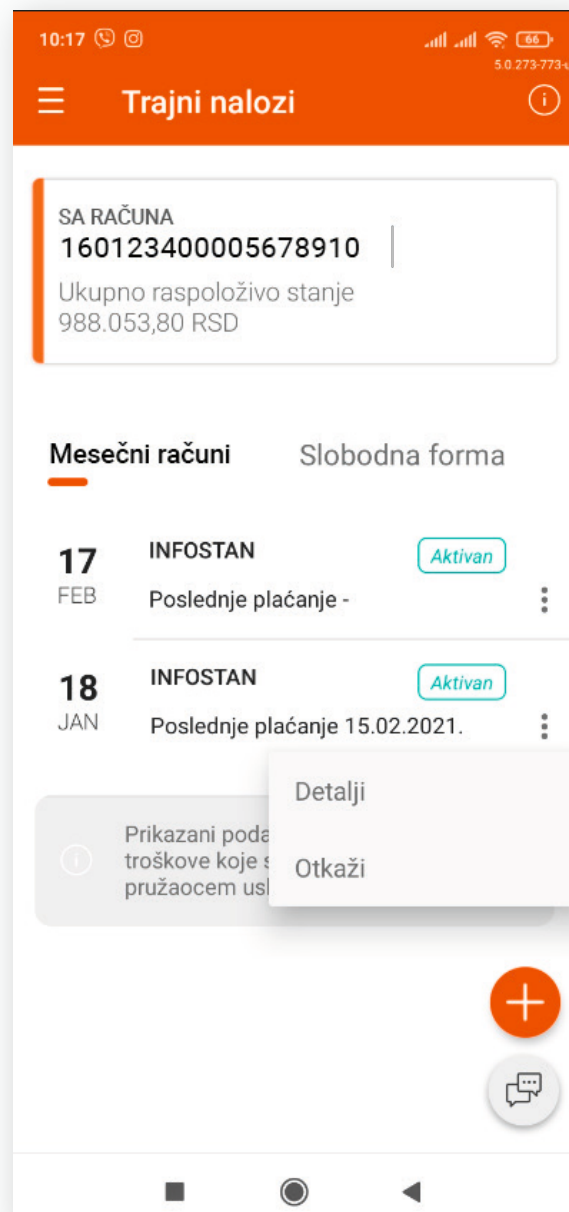 10:17
66
5.0.273-773-u
Trajni nalozi
SA RAČUNA
160123400005678910
Ukupno raspoloživo stanje
988.053,80 RSD
Mesečni računi
Slobodna forma
17 INFOSTAN Aktivan
FEB Poslednje plaćanje -
18 INFOSTAN Aktivan
JAN Poslednje plaćanje 15.02.2021.
Detalji
Otkaži
Prikazani
troškove koje
pružaocem